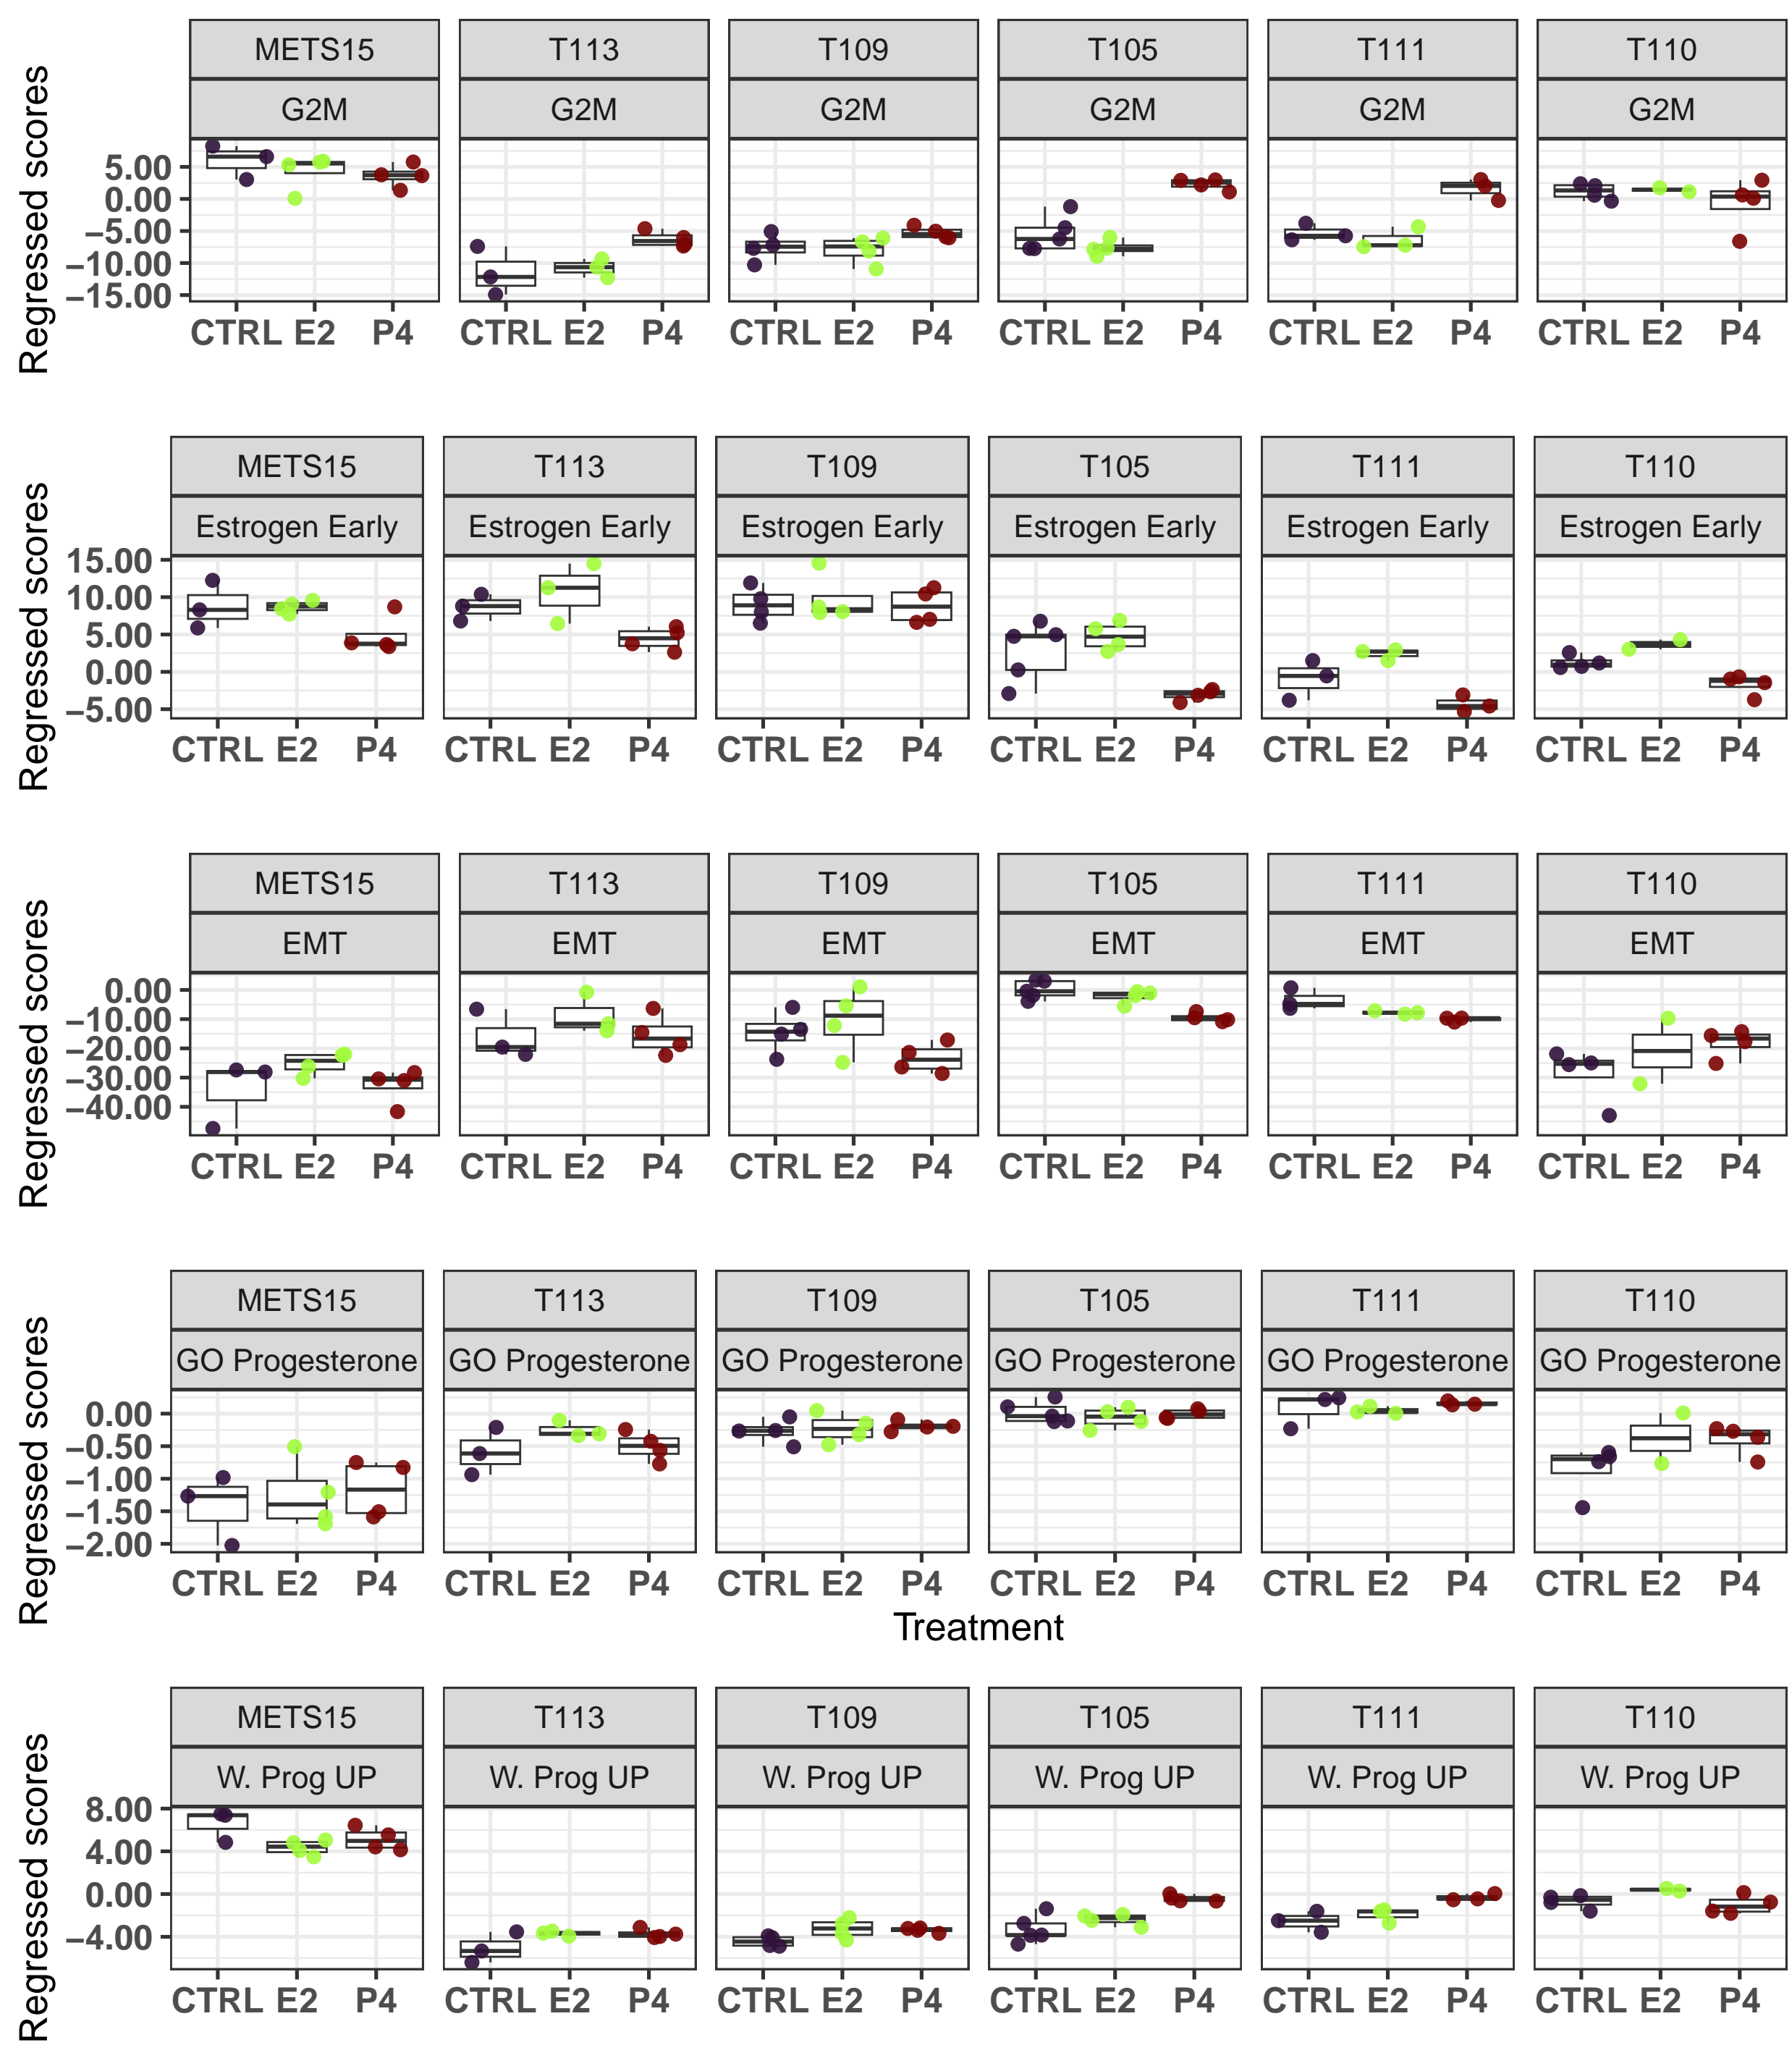 METS15 T113 T109 T105 T111 T110
G2M G2M G2M G2M G2M G2M
Regressed scores
5.00
0.00
−5.00
−10.00
−15.00
CTRL E2 P4 CTRL E2 P4 CTRL E2 P4 CTRL E2 P4 CTRL E2 P4 CTRL E2 P4
METS15 T113 T109 T105 T111 T110
Estrogen Early Estrogen Early Estrogen Early Estrogen Early Estrogen Early Estrogen Early
Regressed scores
15.00
10.00
5.00
0.00
−5.00
CTRL E2 P4 CTRL E2 P4 CTRL E2 P4 CTRL E2 P4 CTRL E2 P4 CTRL E2 P4
METS15 T113 T109 T105 T111 T110
EMT EMT EMT EMT EMT EMT
Regressed scores
0.00
−10.00
−20.00
−30.00
−40.00
CTRL E2 P4 CTRL E2 P4 CTRL E2 P4 CTRL E2 P4 CTRL E2 P4 CTRL E2 P4
METS15 T113 T109 T105 T111 T110
GO Progesterone GO Progesterone GO Progesterone GO Progesterone GO Progesterone GO Progesterone
Regressed scores
0.00
−0.50
−1.00
−1.50
−2.00
CTRL E2 P4 CTRL E2 P4 CTRL E2 P4 CTRL E2 P4 CTRL E2 P4 CTRL E2 P4
Treatment
METS15 T113 T109 T105 T111 T110
W. Prog UP W. Prog UP W. Prog UP W. Prog UP W. Prog UP W. Prog UP
Regressed scores
8.00
4.00
0.00
−4.00
CTRL E2 P4 CTRL E2 P4 CTRL E2 P4 CTRL E2 P4 CTRL E2 P4 CTRL E2 P4